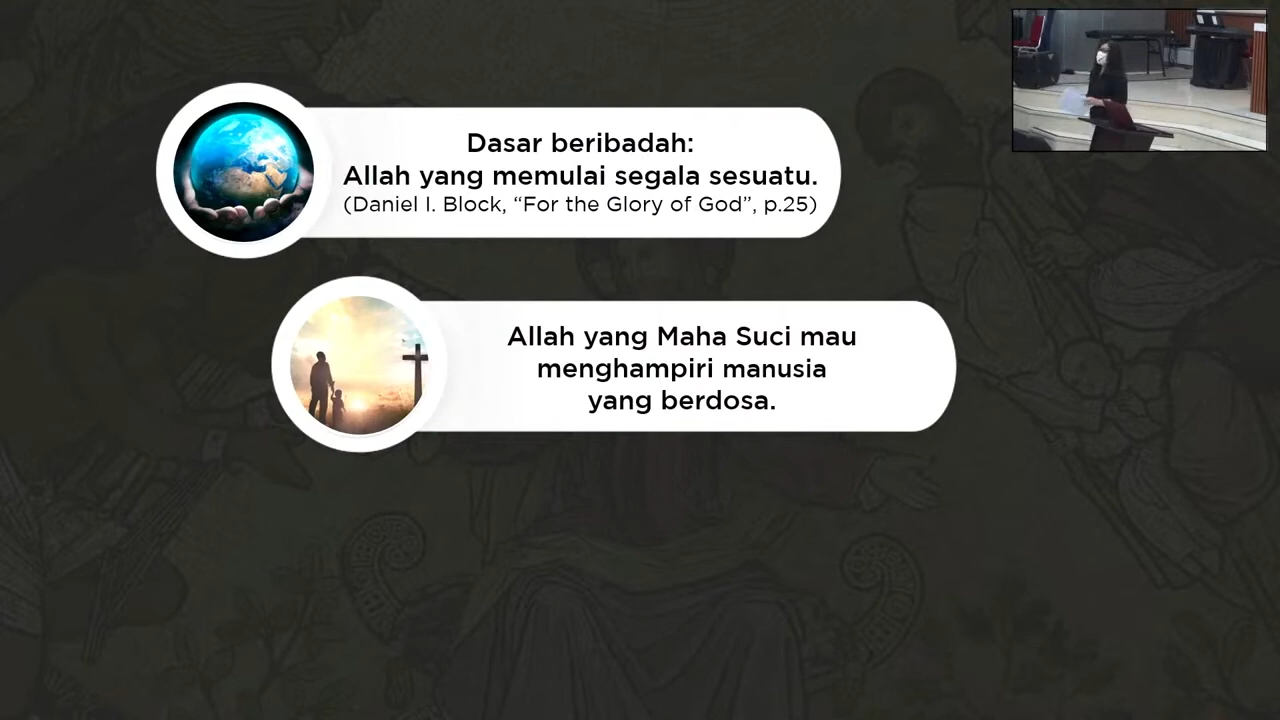 Dasar beribadah:
Allah yang memulai segala sesuatu.
(Daniel I. Block, “For the Glory of God”, p.25)
Allah yang Maha Suci mau
menghampiri manusia
yang berdosa.